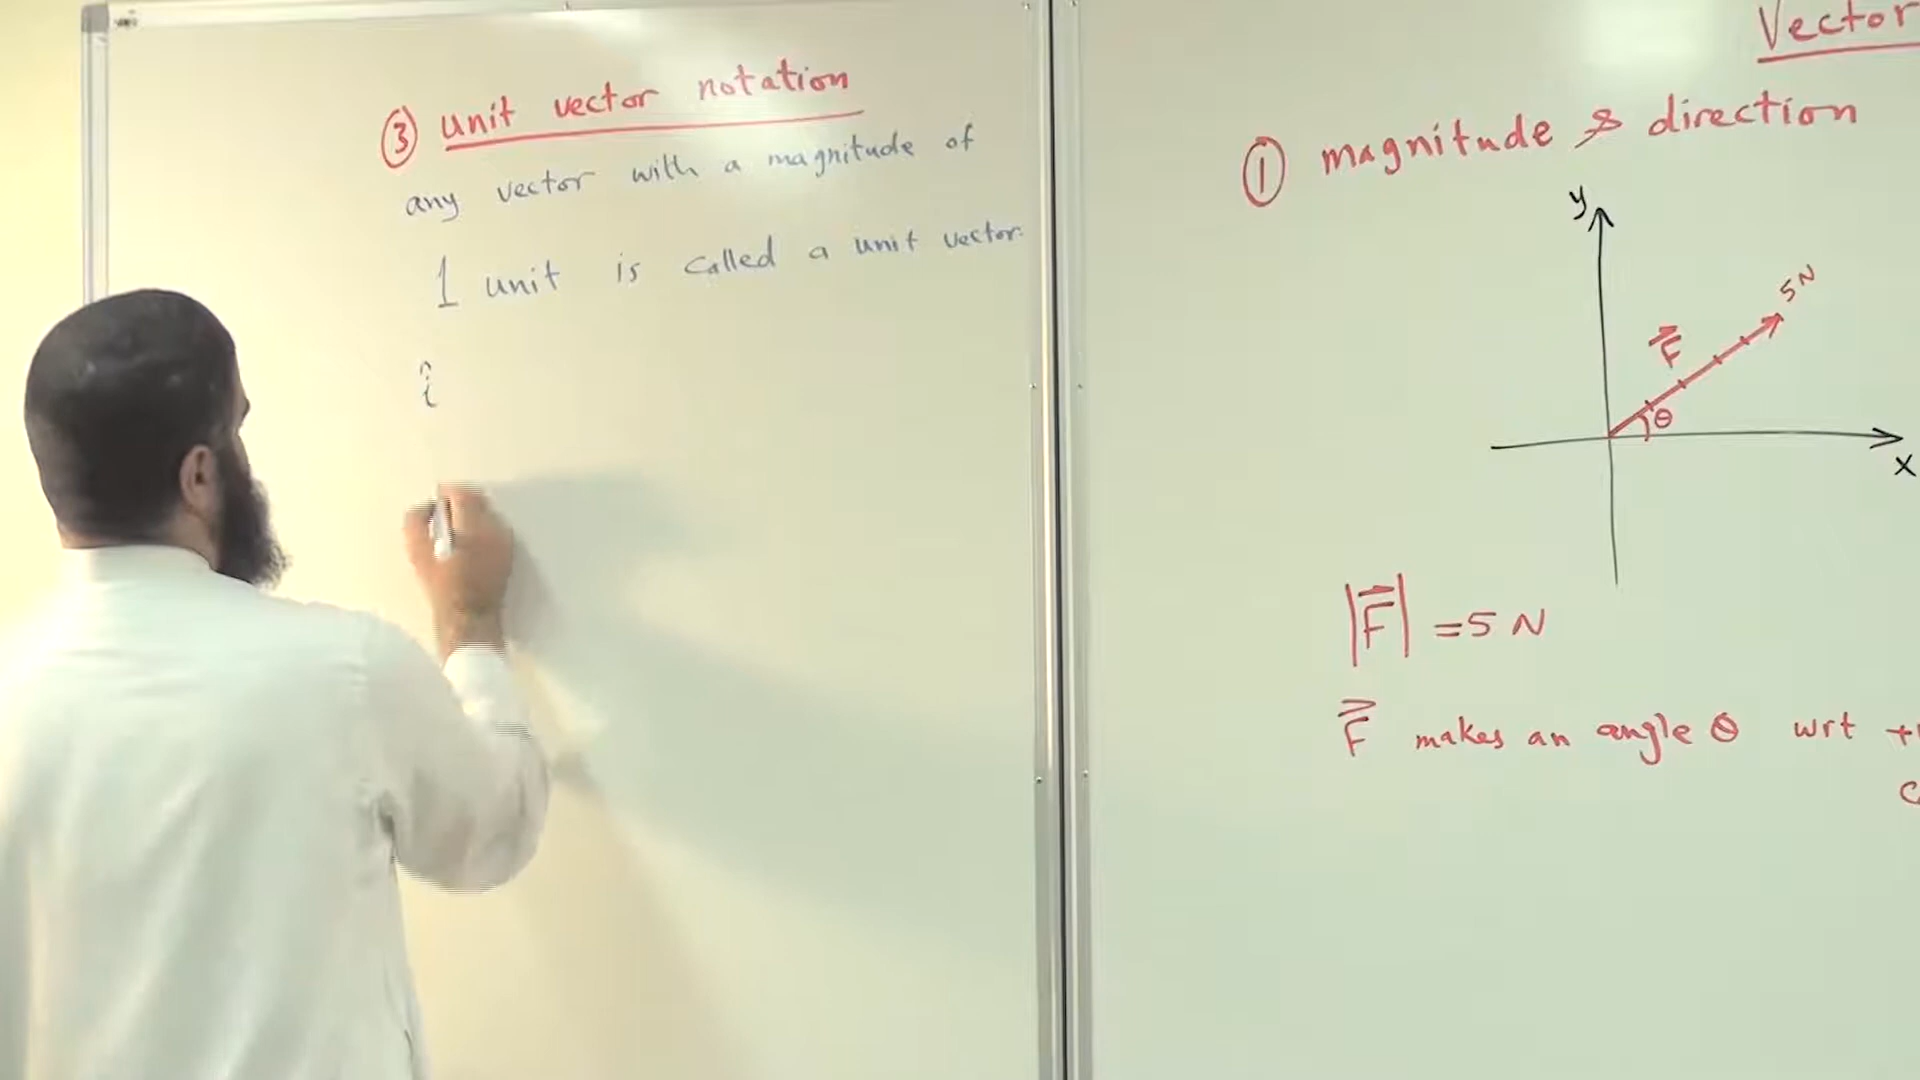 ③ unit vector notation
any vector with a magnitude of
1 unit is called a unit vector.
î
Vector
① magnitude & direction
y
5N
F⃗
θ
x
|F⃗| = 5 N
F⃗ makes an angle θ wrt +